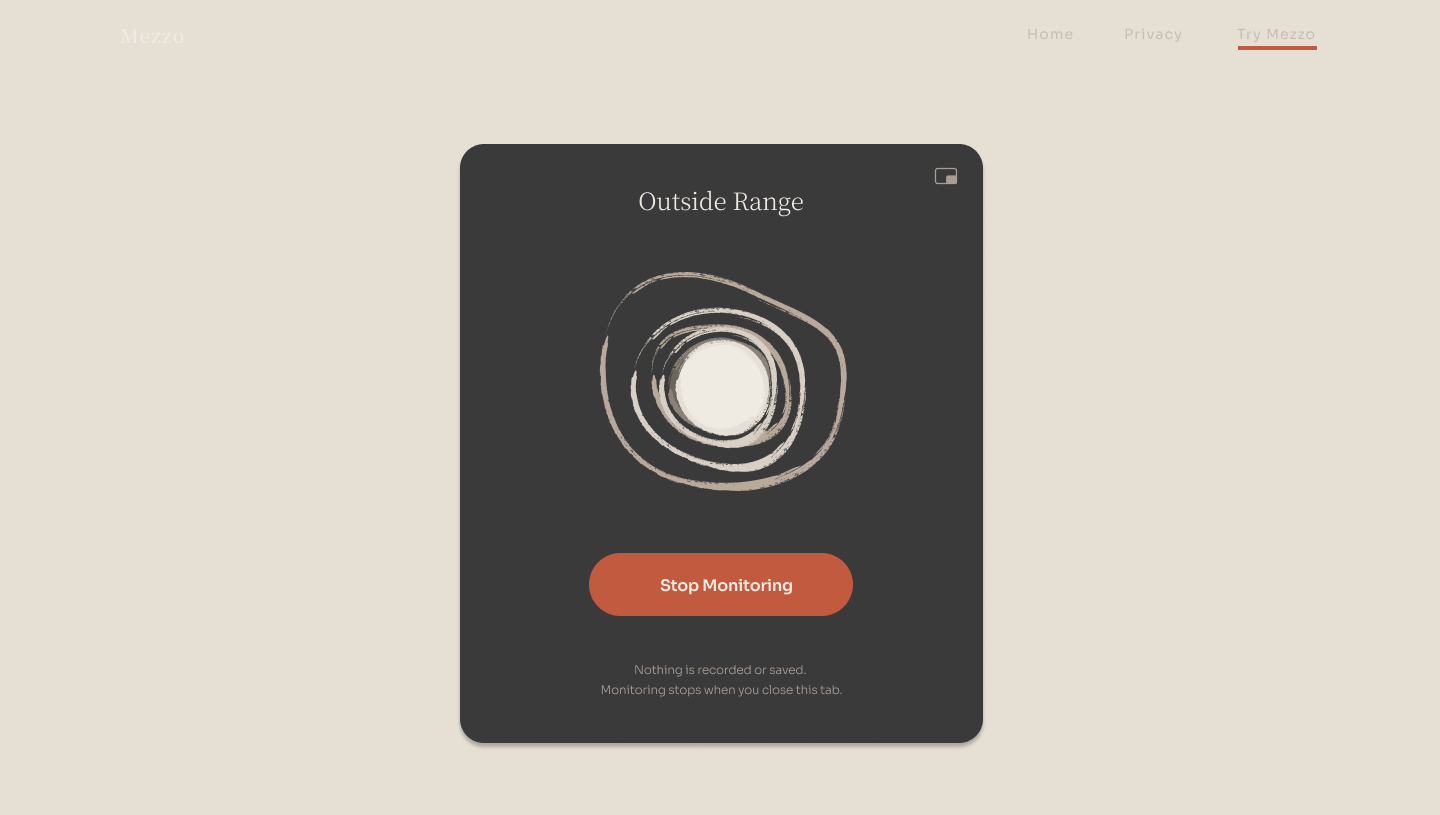 Mezzo
Home Privacy Try Mezzo
Outside Range
Stop Monitoring
Nothing is recorded or saved.
Monitoring stops when you close this tab.